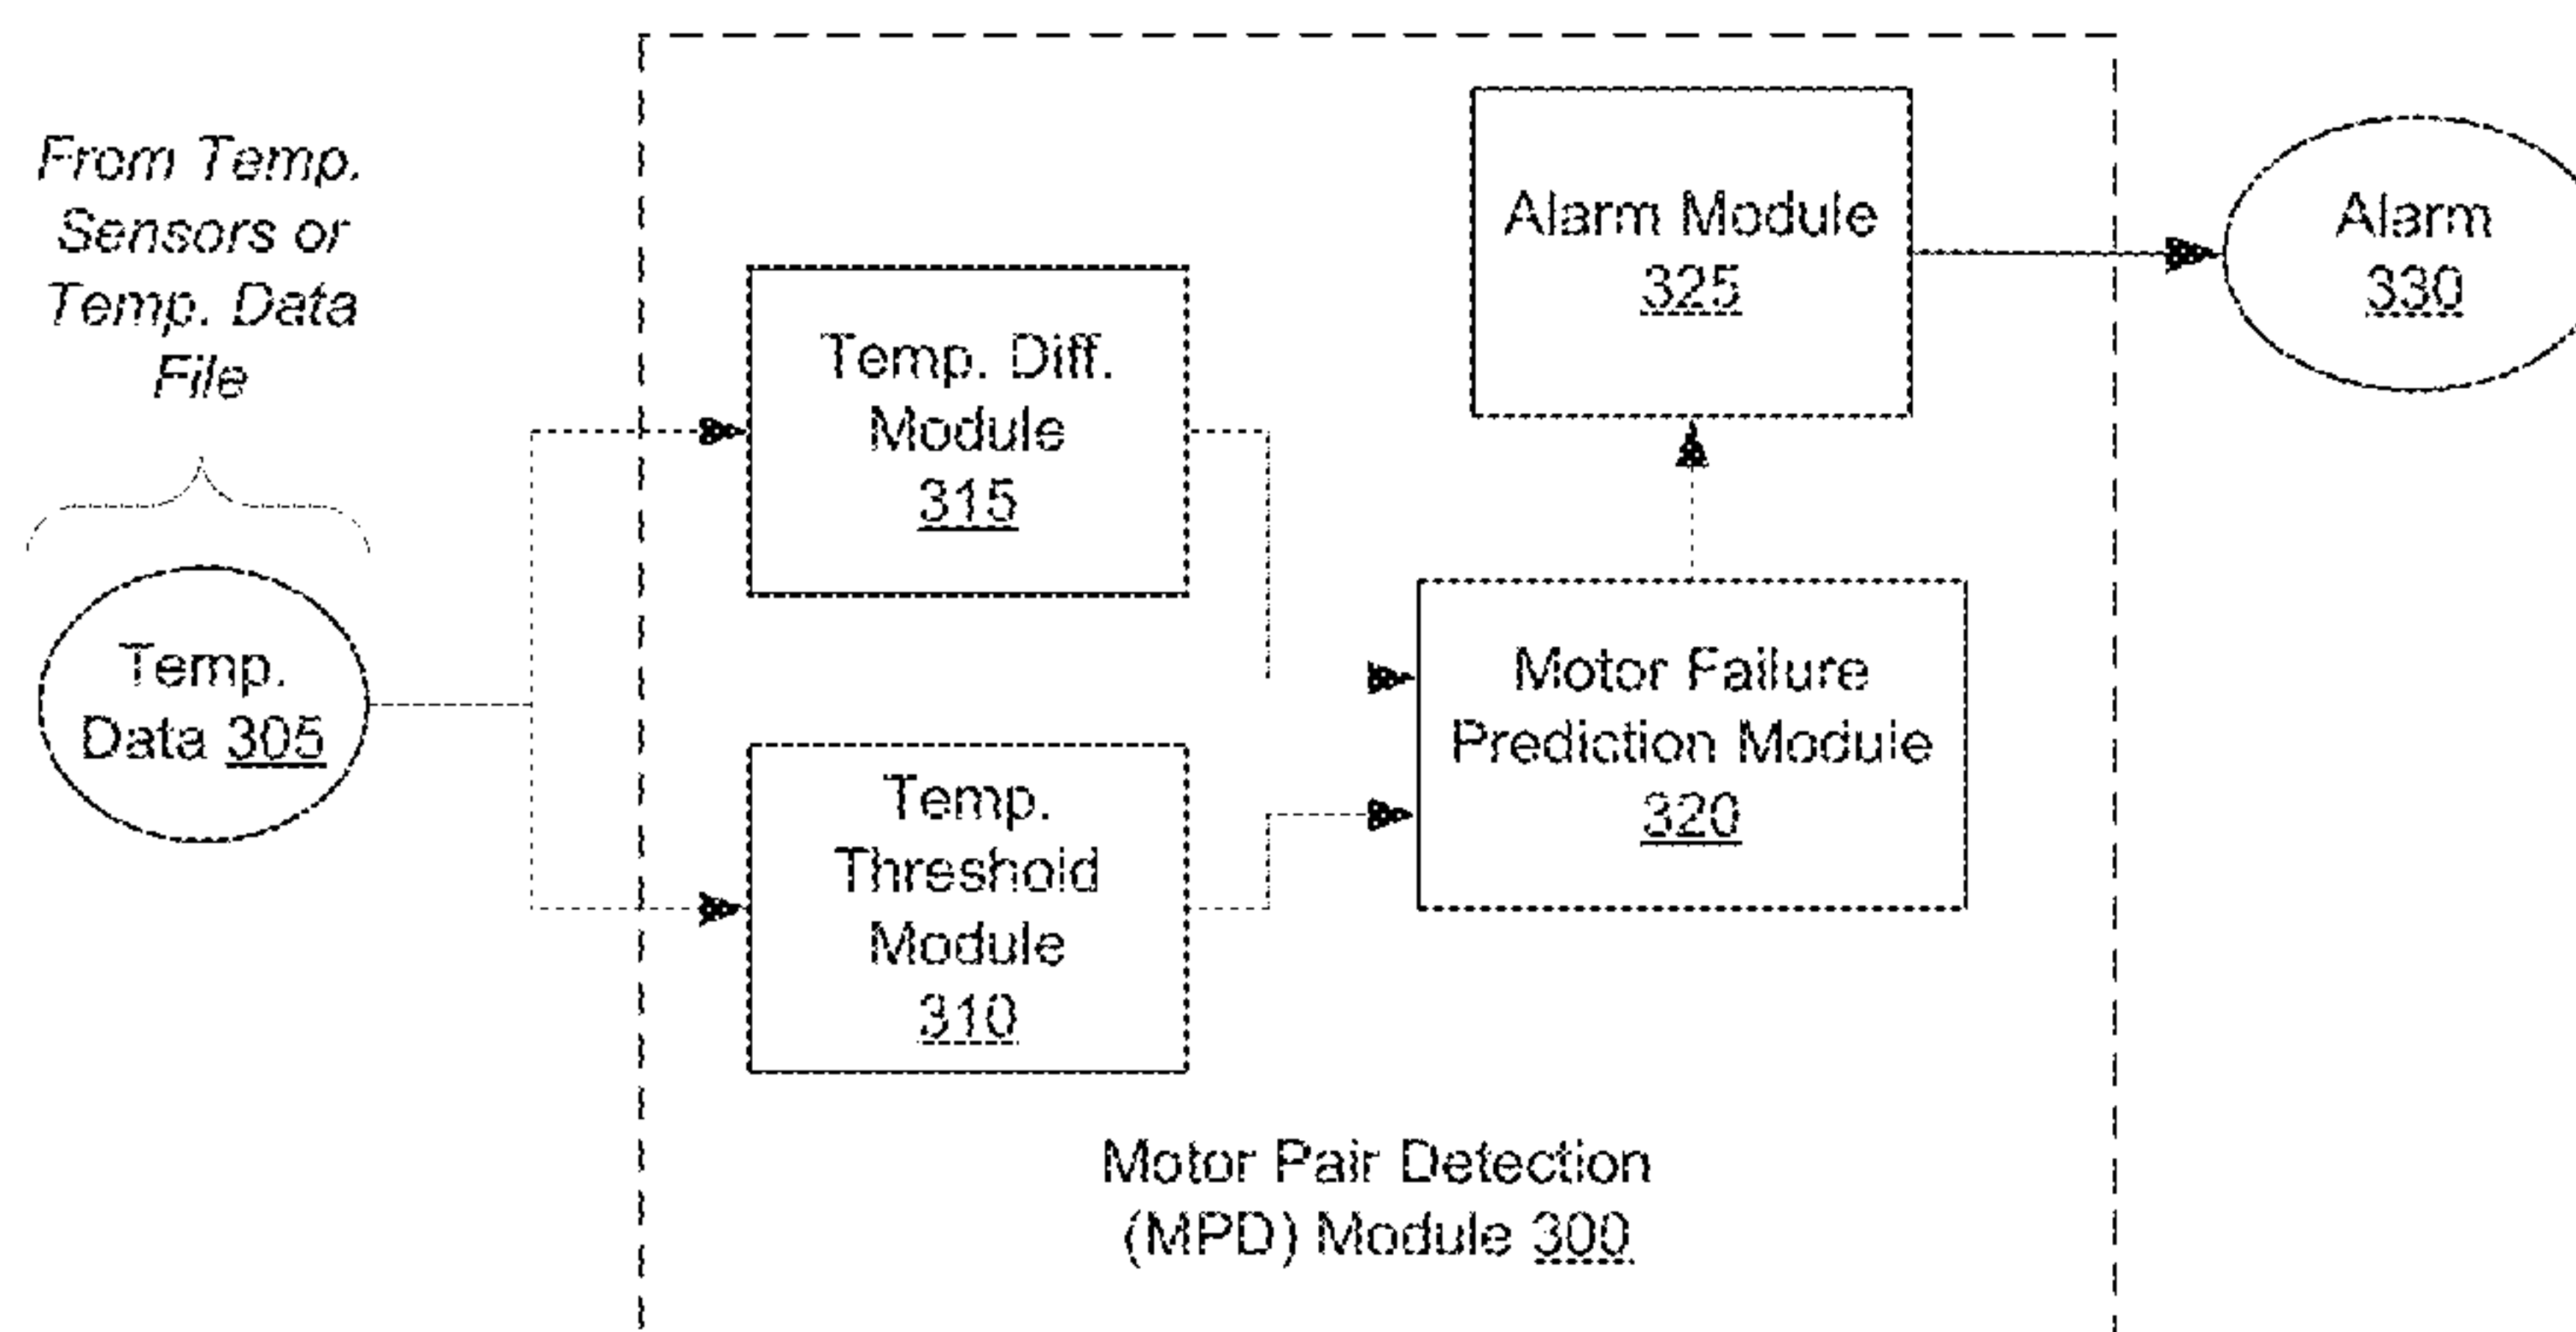 From Temp.
Sensors or
Temp. Data
File
Temp.
Data 305
Temp. Diff.
Module
315
Temp.
Threshold
Module
310
Alarm Module
325
Motor Failure
Prediction Module
320
Alarm
330
Motor Pair Detection
(MPD) Module 300